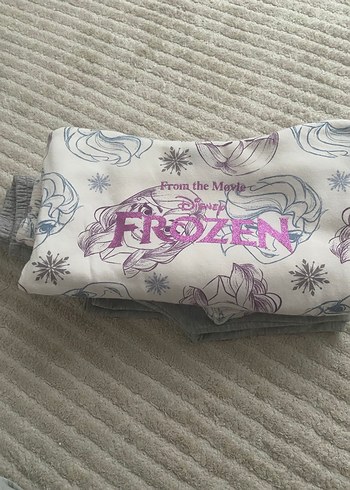 From the Movie
Disney
FROZEN